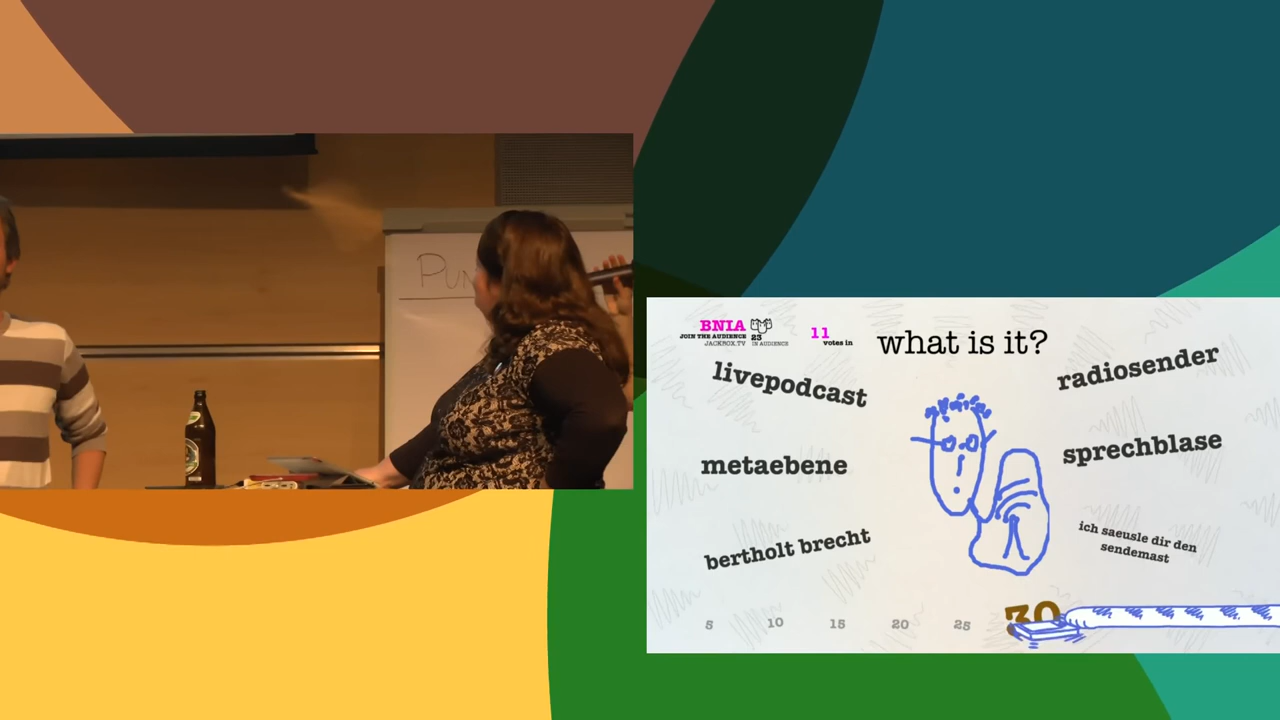 PUN
BNIA
JOIN THE AUDIENCE
JACKBOX.TV
23
IN AUDIENCE
11
votes in
what is it?
livepodcast
radiosender
metaebene
sprechblase
bertholt brecht
ich saeusle dir den
sendemast
5 10 15 20 25 30